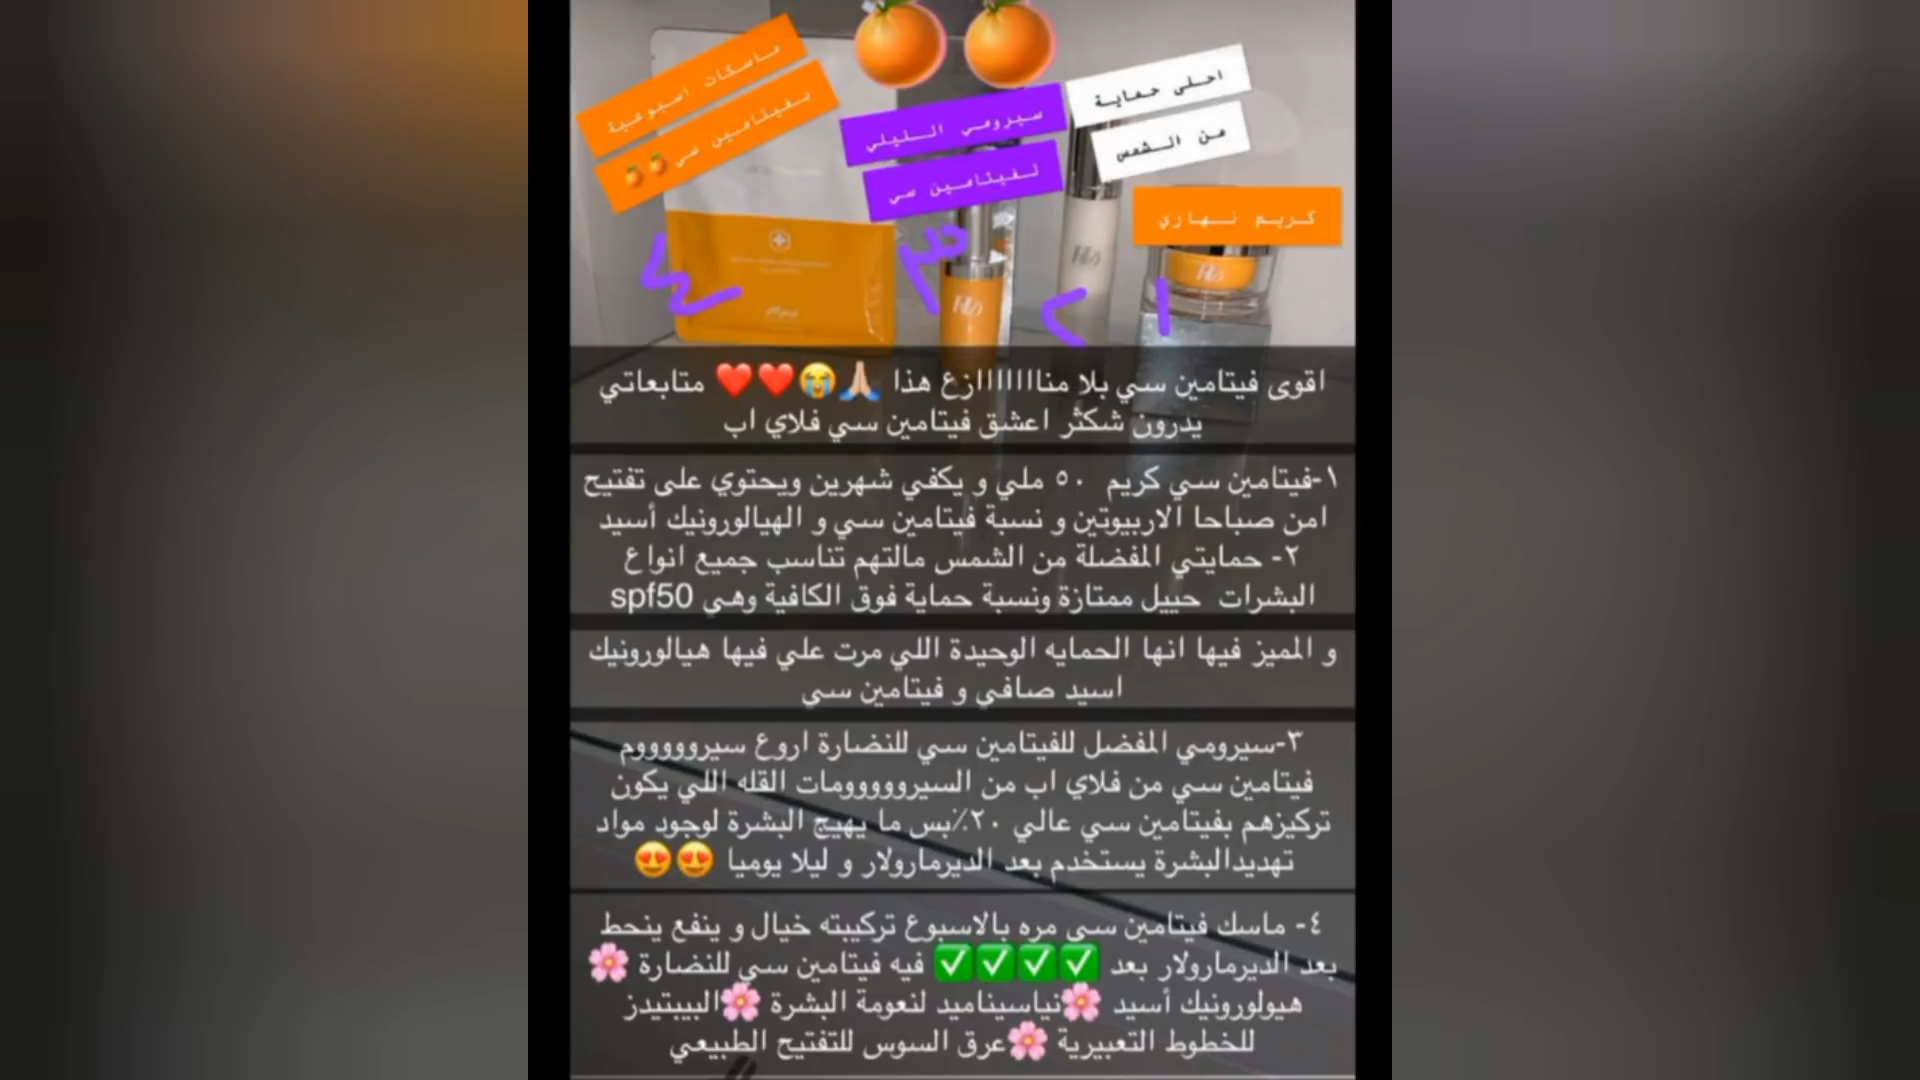 ماسكات اسبوعية
بفيتامين سي 🍊🍊
سيرومي الليلي
لفيتامين سي
احلى حماية
من الشمس
كريم نهاري
٤
٣
٢
١
اقوى فيتامين سي بلا منااااااازع هذا 🙏🏼😭❤️❤️ متابعاتي
يدرون شكثر اعشق فيتامين سي فلاي اب
١-فيتامين سي كريم ٥٠ ملي و يكفي شهرين ويحتوي على تفتيح
امن صباحا الاربيوتين و نسبة فيتامين سي و الهيالورونيك أسيد
٢- حمايتي المفضلة من الشمس مالتهم تناسب جميع انواع
البشرات حييل ممتازة ونسبة حماية فوق الكافية وهي spf50
و المميز فيها انها الحمايه الوحيدة اللي مرت علي فيها هيالورونيك
اسيد صافي و فيتامين سي
٣-سيرومي المفضل للفيتامين سي للنضارة اروع سيروووووم
فيتامين سي من فلاي اب من السيرووووومات القله اللي يكون
تركيزهم بفيتامين سي عالي ٢٠٪بس ما يهيج البشرة لوجود مواد
تهديدالبشرة يستخدم بعد الديرمارولار و ليلا يوميا 😍😍
٤- ماسك فيتامين سي مره بالاسبوع تركيبته خيال و ينفع ينحط
بعد الديرمارولار بعد ✅✅✅✅ فيه فيتامين سي للنضارة 🌸
هيولورونيك أسيد 🌸نياسيناميد لنعومة البشرة 🌸البيبتيدز
للخطوط التعبيرية 🌸عرق السوس للتفتيح الطبيعي